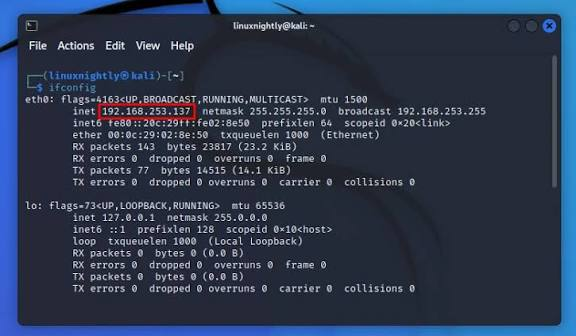 linuxnightly@kali: ~
File Actions Edit View Help
┌──(linuxnightly㉿kali)-[~]
└─$ ifconfig
eth0: flags=4163<UP,BROADCAST,RUNNING,MULTICAST> mtu 1500
inet 192.168.253.137 netmask 255.255.255.0 broadcast 192.168.253.255
inet6 fe80::20c:29ff:fe02:8e50 prefixlen 64 scopeid 0×20<link>
ether 00:0c:29:02:8e:50 txqueuelen 1000 (Ethernet)
RX packets 143 bytes 23817 (23.2 KiB)
RX errors 0 dropped 0 overruns 0 frame 0
TX packets 77 bytes 14515 (14.1 KiB)
TX errors 0 dropped 0 overruns 0 carrier 0 collisions 0
lo: flags=73<UP,LOOPBACK,RUNNING> mtu 65536
inet 127.0.0.1 netmask 255.0.0.0
inet6 ::1 prefixlen 128 scopeid 0×10<host>
loop txqueuelen 1000 (Local Loopback)
RX packets 0 bytes 0 (0.0 B)
RX errors 0 dropped 0 overruns 0 frame 0
TX packets 0 bytes 0 (0.0 B)
TX errors 0 dropped 0 overruns 0 carrier 0 collisions 0